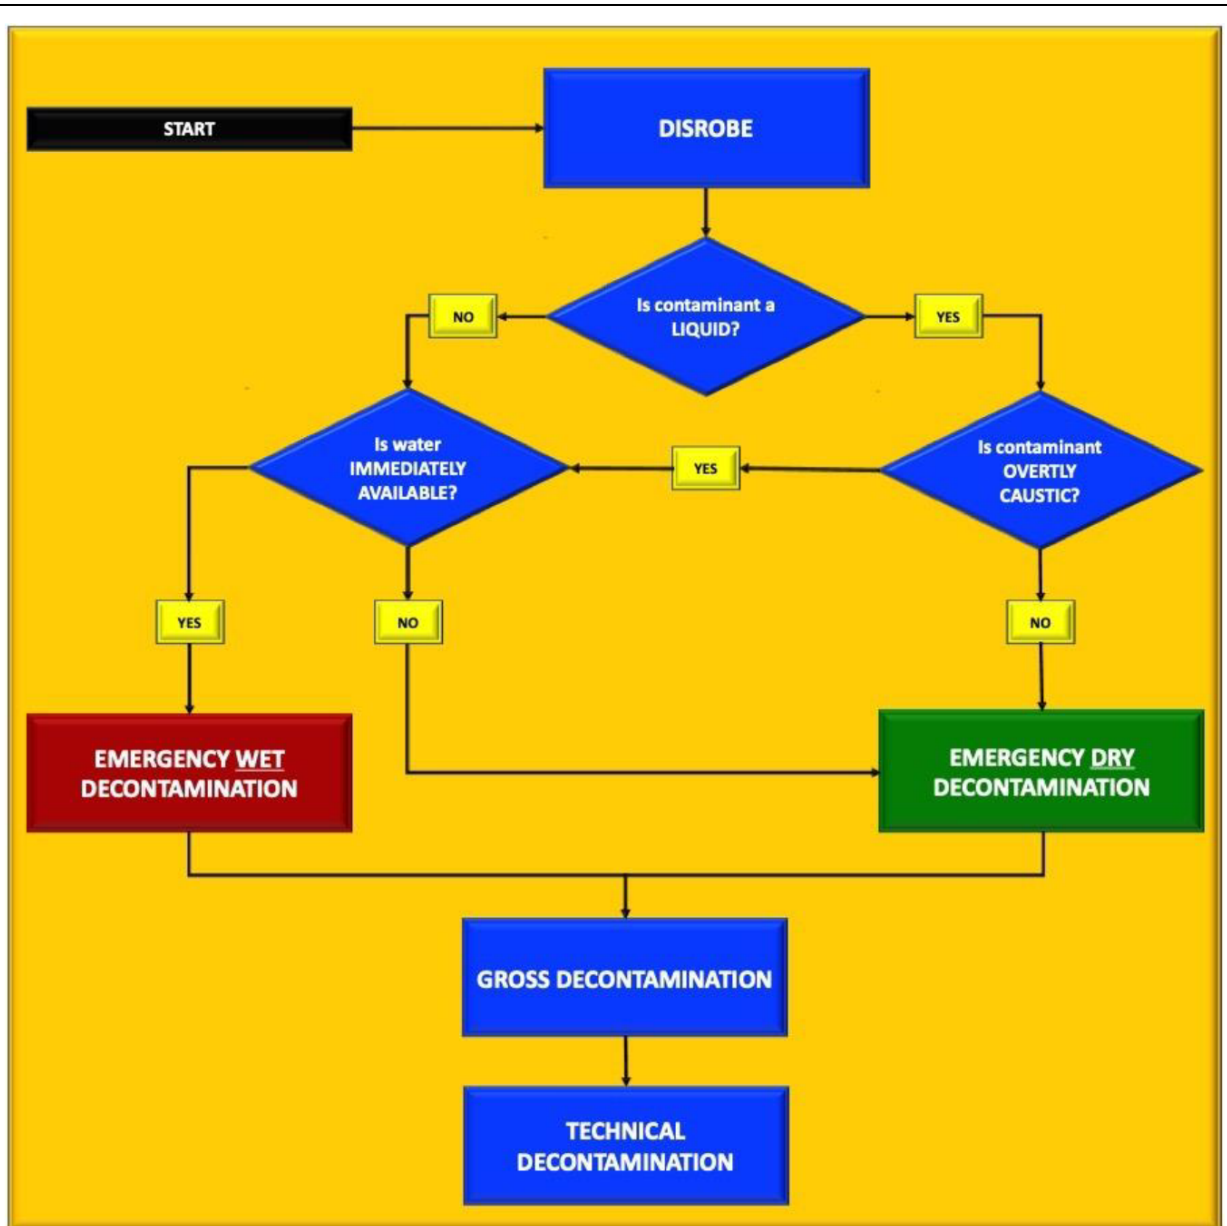 START
DISROBE
Is contaminant a
LIQUID?
NO
YES
Is water
IMMEDIATELY
AVAILABLE?
YES
Is contaminant
OVERTLY
CAUSTIC?
YES
NO
NO
EMERGENCY WET
DECONTAMINATION
EMERGENCY DRY
DECONTAMINATION
GROSS DECONTAMINATION
TECHNICAL
DECONTAMINATION